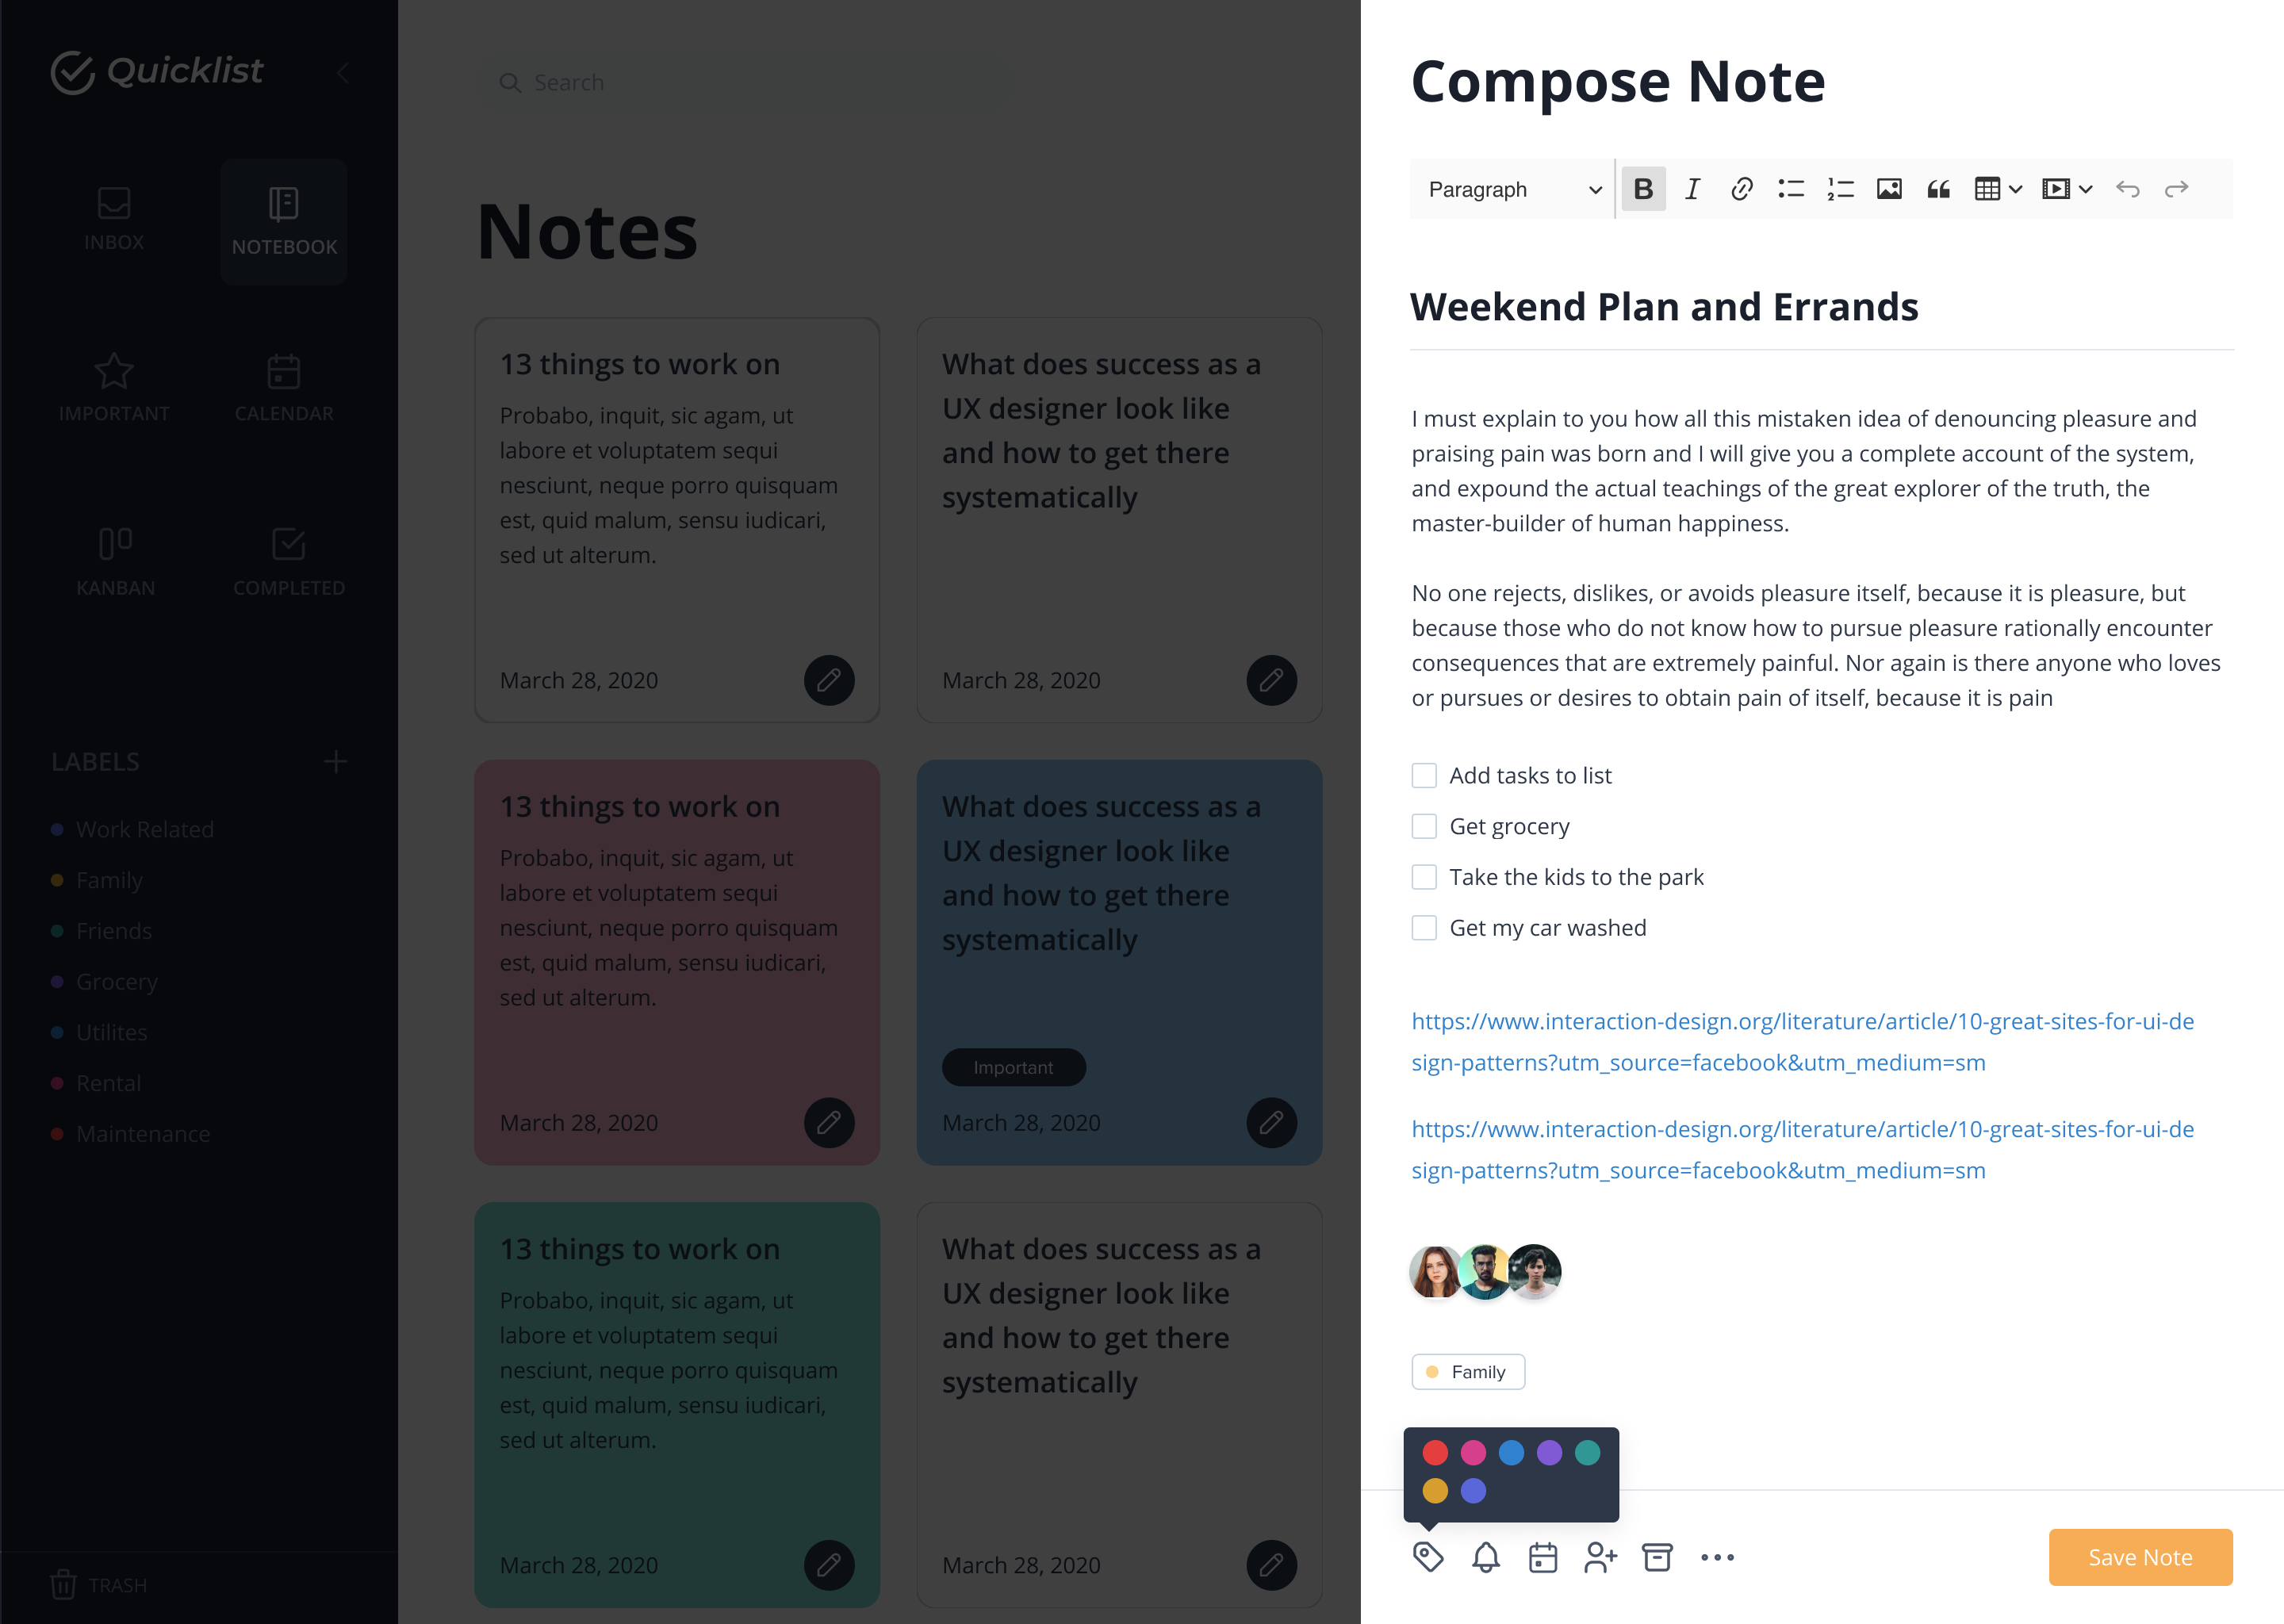 Quicklist
INBOX
NOTEBOOK
IMPORTANT
CALENDAR
KANBAN
COMPLETED
LABELS
Work Related
Family
Friends
Grocery
Utilites
Rental
Maintenance
TRASH
Search
Notes
13 things to work on
Probabo, inquit, sic agam, ut
labore et voluptatem sequi
nesciunt, neque porro quisquam
est, quid malum, sensu iudicari,
sed ut alterum.
March 28, 2020
What does success as a
UX designer look like
and how to get there
systematically
March 28, 2020
13 things to work on
Probabo, inquit, sic agam, ut
labore et voluptatem sequi
nesciunt, neque porro quisquam
est, quid malum, sensu iudicari,
sed ut alterum.
March 28, 2020
What does success as a
UX designer look like
and how to get there
systematically
Important
March 28, 2020
13 things to work on
Probabo, inquit, sic agam, ut
labore et voluptatem sequi
nesciunt, neque porro quisquam
est, quid malum, sensu iudicari,
sed ut alterum.
March 28, 2020
What does success as a
UX designer look like
and how to get there
systematically
March 28, 2020
Compose Note
Paragraph
Weekend Plan and Errands
I must explain to you how all this mistaken idea of denouncing pleasure and
praising pain was born and I will give you a complete account of the system,
and expound the actual teachings of the great explorer of the truth, the
master-builder of human happiness.
No one rejects, dislikes, or avoids pleasure itself, because it is pleasure, but
because those who do not know how to pursue pleasure rationally encounter
consequences that are extremely painful. Nor again is there anyone who loves
or pursues or desires to obtain pain of itself, because it is pain
Add tasks to list
Get grocery
Take the kids to the park
Get my car washed
https://www.interaction-design.org/literature/article/10-great-sites-for-ui-de
sign-patterns?utm_source=facebook&utm_medium=sm
https://www.interaction-design.org/literature/article/10-great-sites-for-ui-de
sign-patterns?utm_source=facebook&utm_medium=sm
Family
Save Note